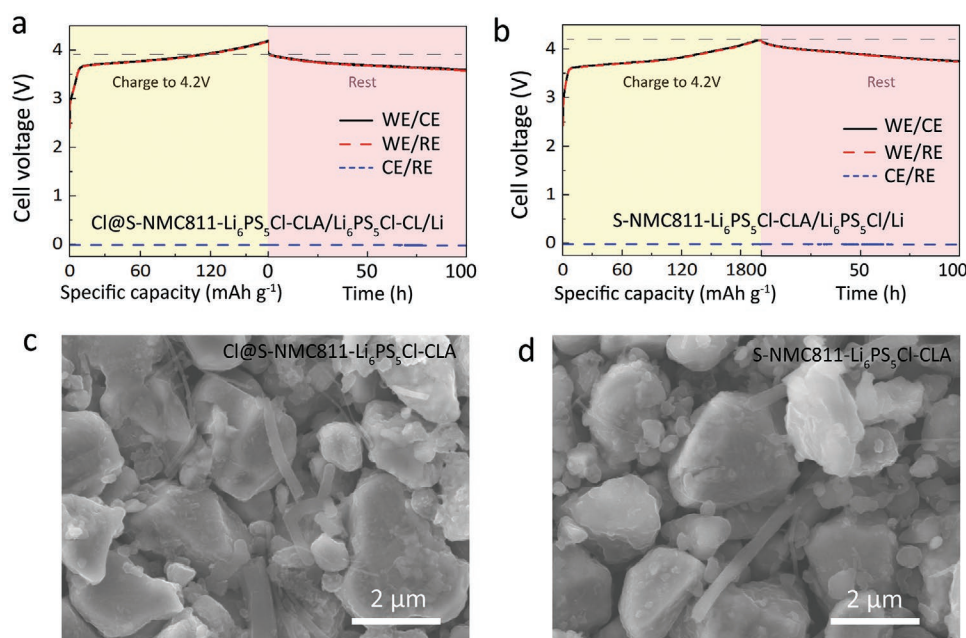 a
Cell voltage (V)
4
3
2
1
0
Charge to 4.2V
Rest
WE/CE
WE/RE
CE/RE
Cl@S-NMC811-Li₆PS₅Cl-CLA/Li₆PS₅Cl-CL/Li
0 60 120 0 50 100
Specific capacity (mAh g⁻¹) Time (h)
b
Cell voltage (V)
4
3
2
1
0
Charge to 4.2V
Rest
WE/CE
WE/RE
CE/RE
S-NMC811-Li₆PS₅Cl-CLA/Li₆PS₅Cl/Li
0 60 120 1800 50 100
Specific capacity (mAh g⁻¹) Time (h)
c
Cl@S-NMC811-Li₆PS₅Cl-CLA
2 µm
d
S-NMC811-Li₆PS₅Cl-CLA
2 µm